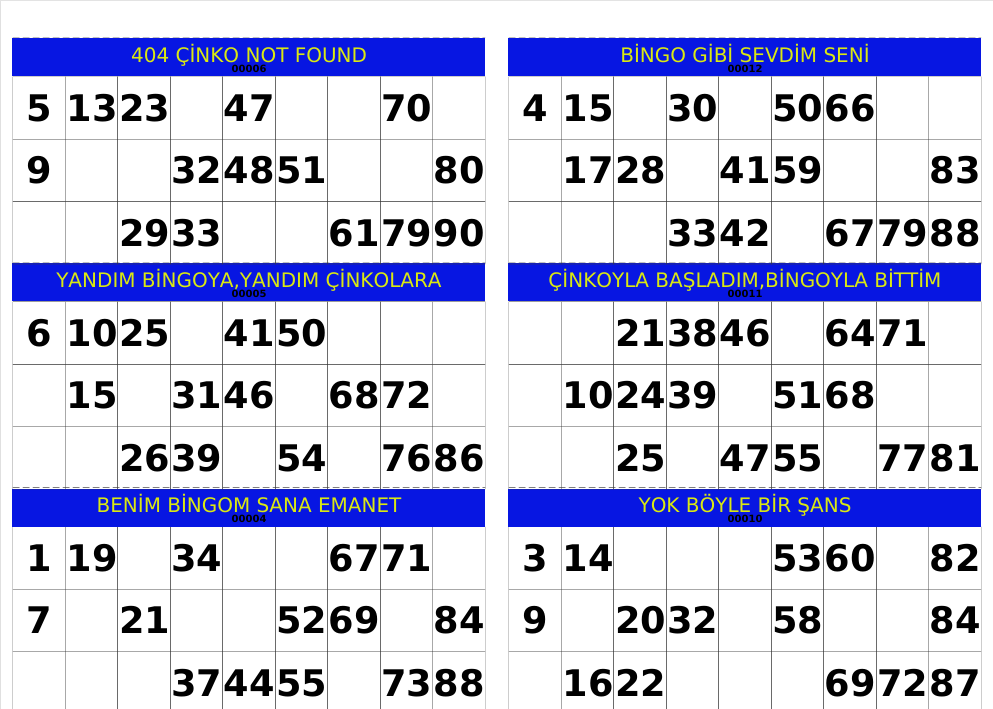 404 ÇİNKO NOT FOUND
00006
5 13 23 47 70
9 32 48 51 80
29 33 61 79 90
YANDIM BİNGOYA,YANDIM ÇİNKOLARA
00005
6 10 25 41 50
15 31 46 68 72
26 39 54 76 86
BENİM BİNGOM SANA EMANET
00004
1 19 34 67 71
7 21 52 69 84
37 44 55 73 88
BİNGO GİBİ SEVDİM SENİ
00012
4 15 30 50 66
17 28 41 59 83
33 42 67 79 88
ÇİNKOYLA BAŞLADIM,BİNGOYLA BİTTİM
00011
21 38 46 64 71
10 24 39 51 68
25 47 55 77 81
YOK BÖYLE BİR ŞANS
00010
3 14 53 60 82
9 20 32 58 84
16 22 69 72 87